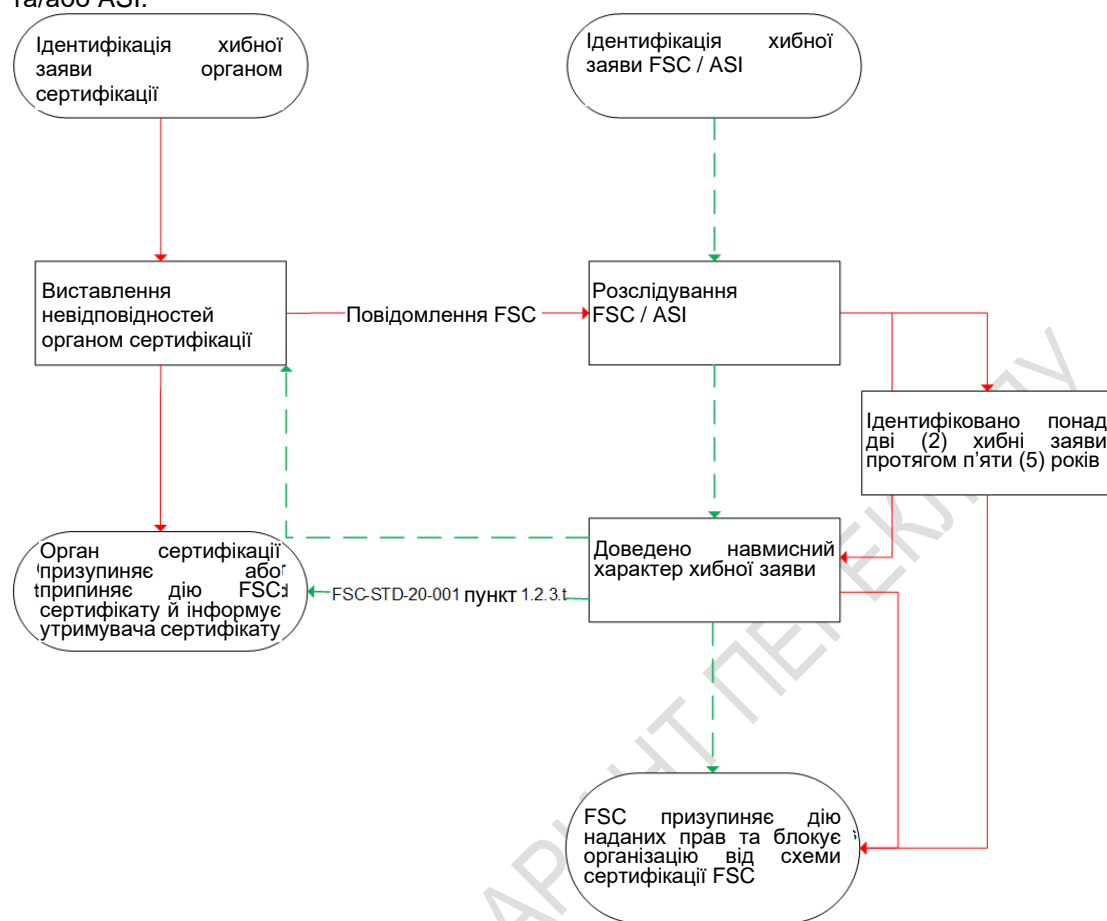 та/або ASI.
Ідентифікація хибної
заяви органом
сертифікації
Ідентифікація хибної
заяви FSC / ASI
Виставлення
невідповідностей
органом сертифікації
Повідомлення FSC
Розслідування
FSC / ASI
Ідентифіковано понад
дві (2) хибні заяви
протягом п’яти (5) років
Орган сертифікації
призупиняє або
припиняє дію FSC
сертифікату й інформує
утримувача сертифікату
FSC-STD-20-001 пункт 1.2.3.t
Доведено навмисний
характер хибної заяви
FSC призупиняє дію
наданих прав та блокує
організацію від схеми
сертифікації FSC